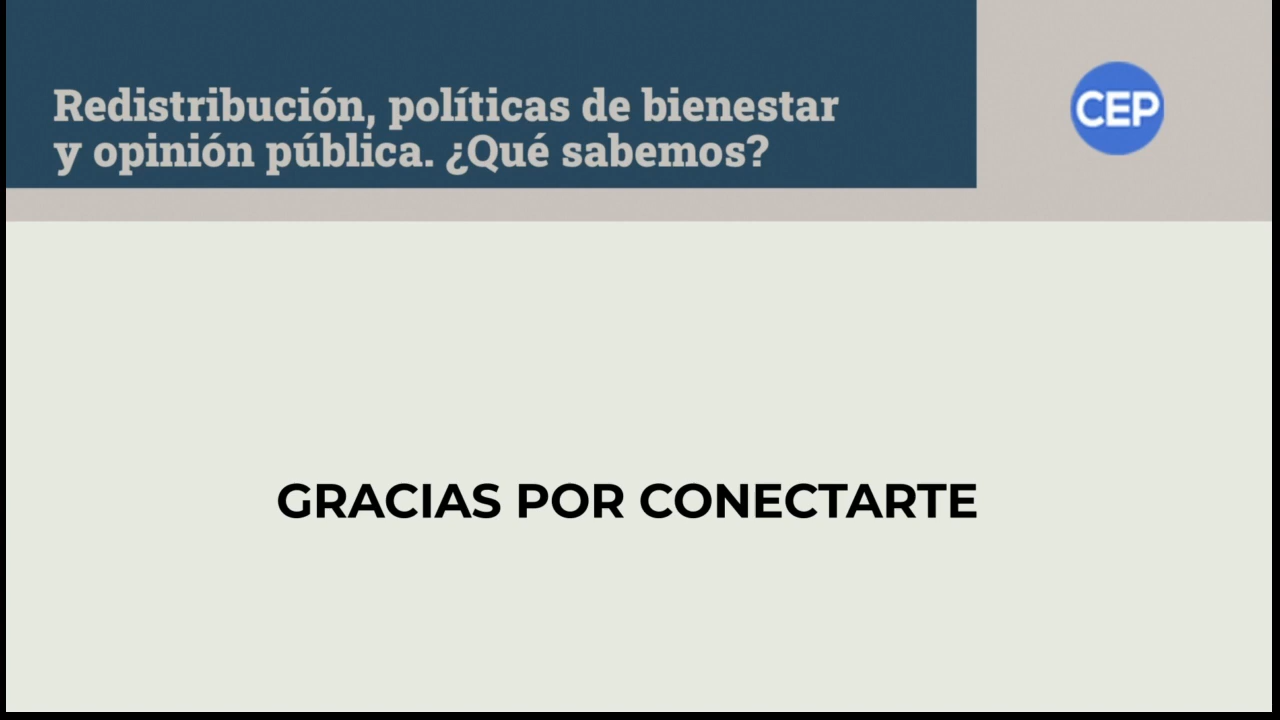 Redistribución, políticas de bienestar
y opinión pública. ¿Qué sabemos?
CEP
GRACIAS POR CONECTARTE